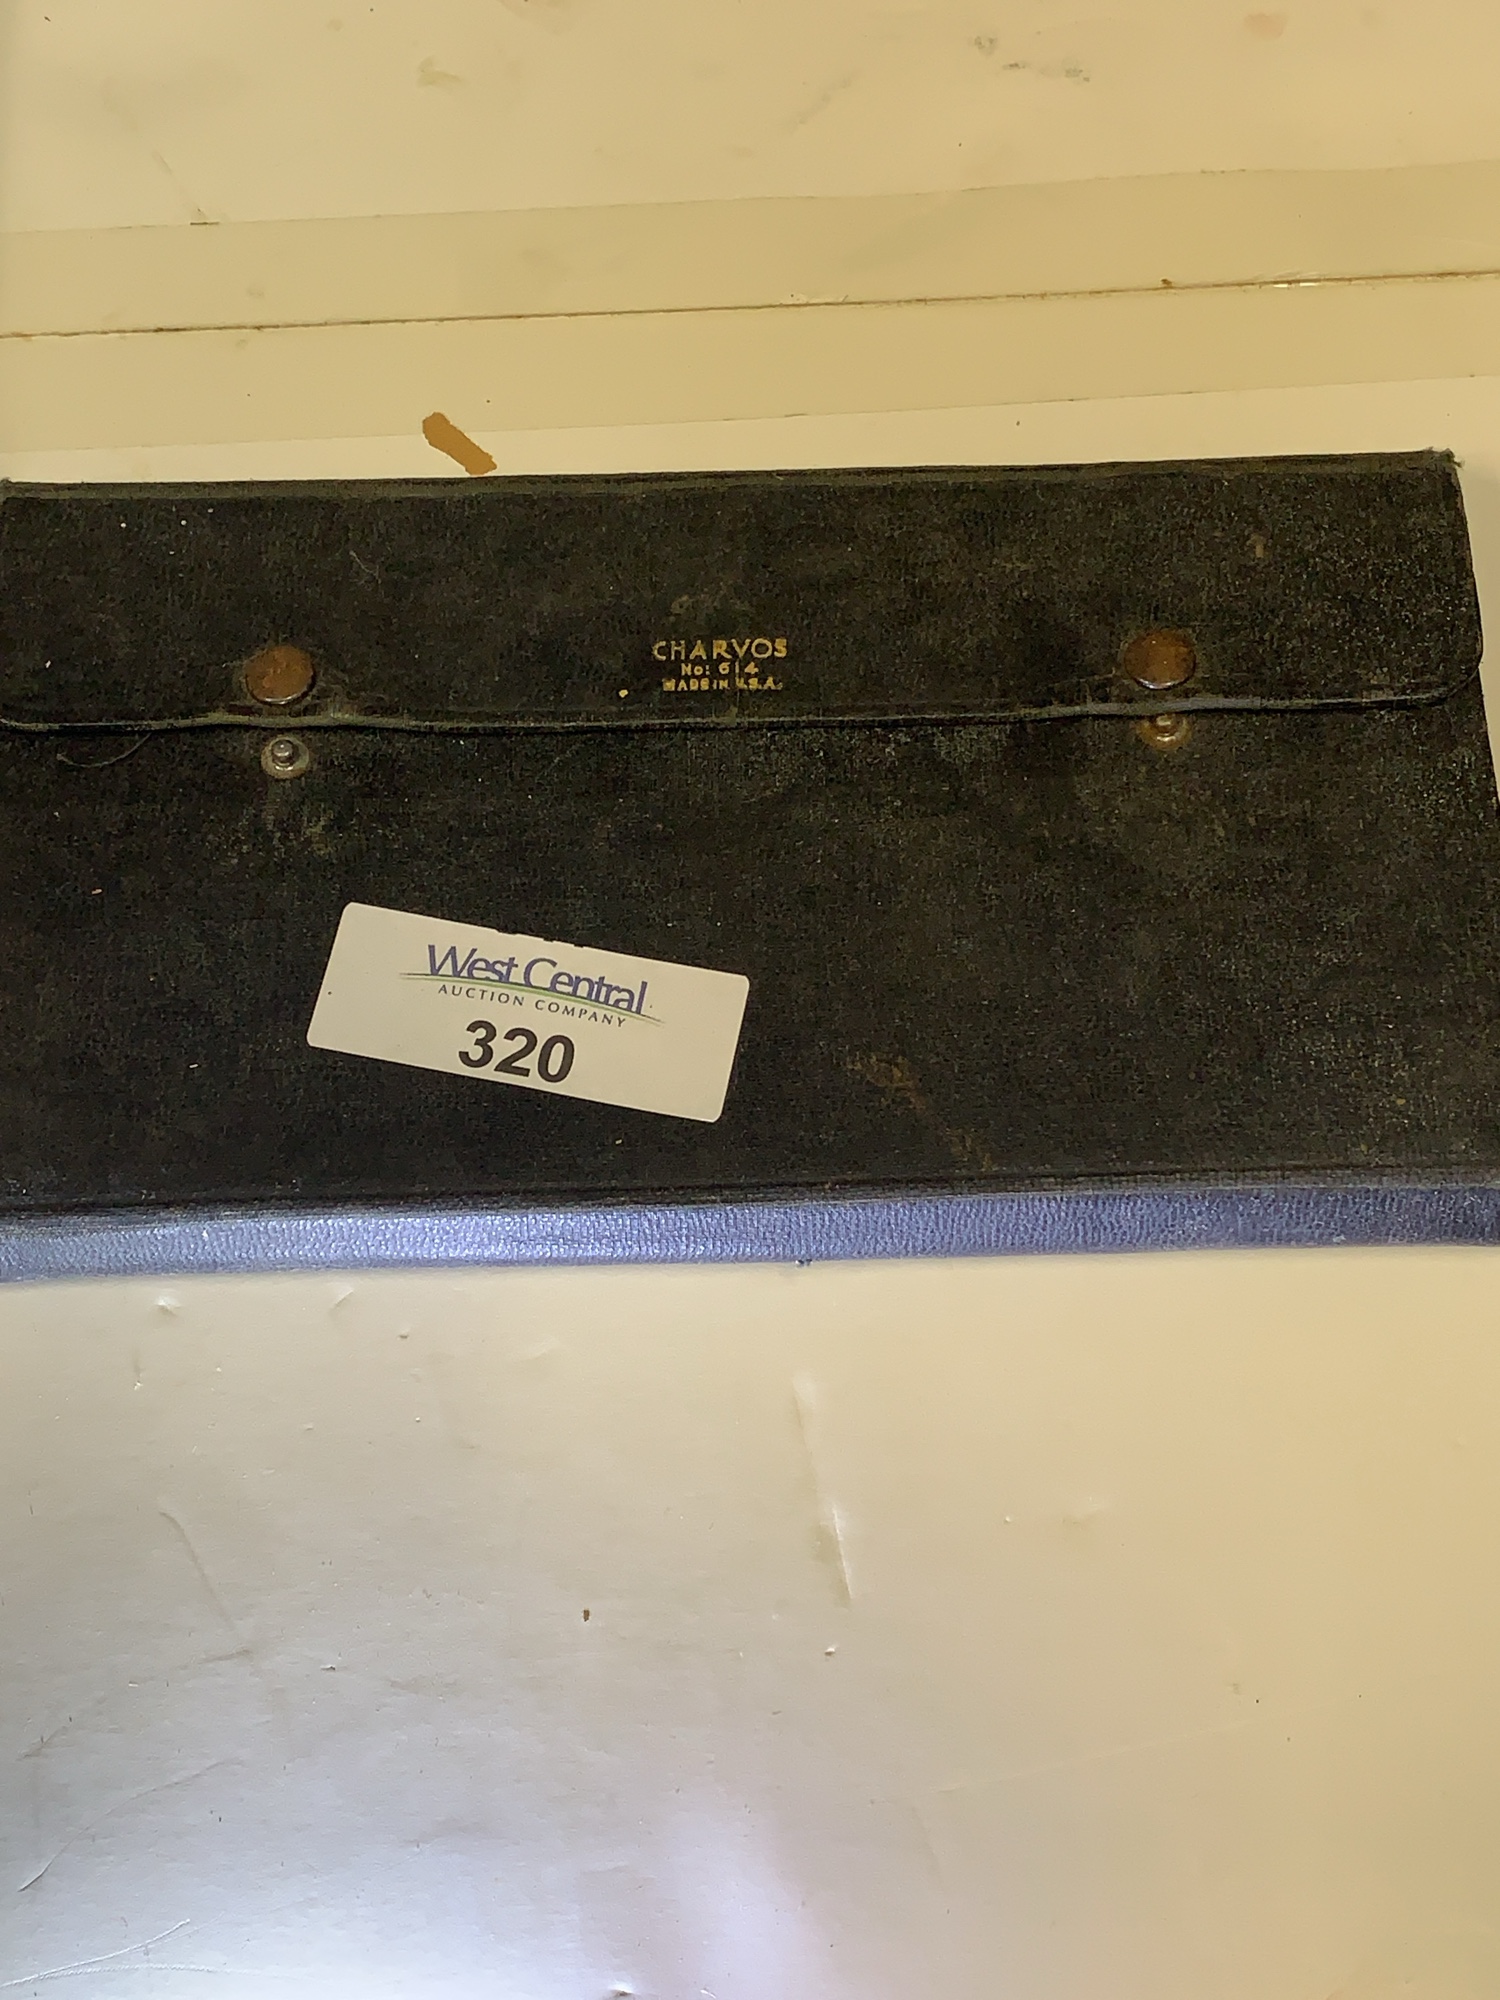 CHARVOS
No: 614
MADE IN U.S.A.
West Central
AUCTION COMPANY
320